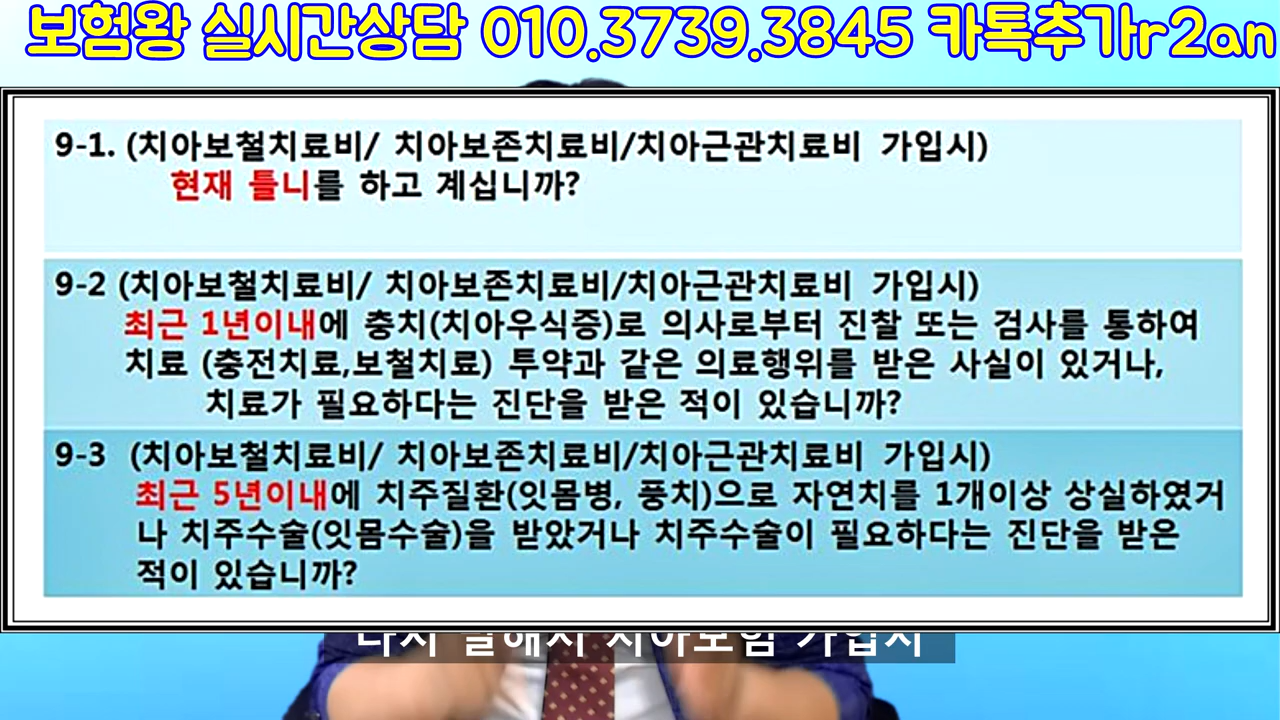 보험왕 실시간상담 010.3739.3845 카톡추가r2an
9-1. (치아보철치료비/ 치아보존치료비/치아근관치료비 가입시)
현재 틀니를 하고 계십니까?
9-2 (치아보철치료비/ 치아보존치료비/치아근관치료비 가입시)
최근 1년이내에 충치(치아우식증)로 의사로부터 진찰 또는 검사를 통하여
치료 (충전치료,보철치료) 투약과 같은 의료행위를 받은 사실이 있거나,
치료가 필요하다는 진단을 받은 적이 있습니까?
9-3 (치아보철치료비/ 치아보존치료비/치아근관치료비 가입시)
최근 5년이내에 치주질환(잇몸병, 풍치)으로 자연치를 1개이상 상실하였거
나 치주수술(잇몸수술)을 받았거나 치주수술이 필요하다는 진단을 받은
적이 있습니까?
다시 말해서 치아보험 가입시